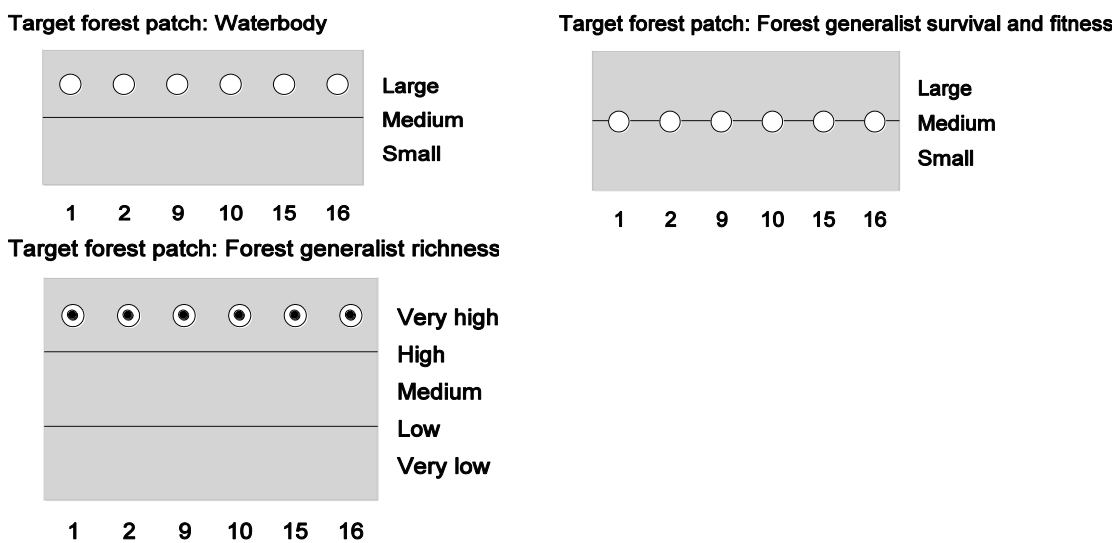 Target forest patch: Waterbody
Large
Medium
Small
1 2 9 10 15 16
Target forest patch: Forest generalist survival and fitness
Large
Medium
Small
1 2 9 10 15 16
Target forest patch: Forest generalist richness
Very high
High
Medium
Low
Very low
1 2 9 10 15 16